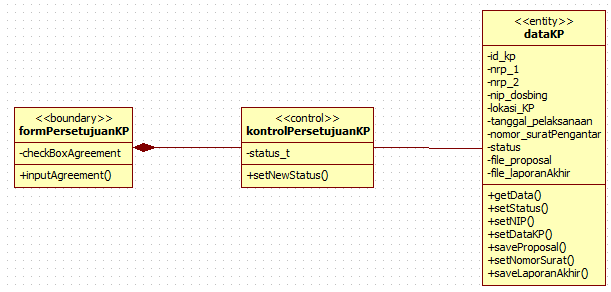 <<boundary>>
formPersetujuanKP
-checkBoxAgreement
+inputAgreement()
<<control>>
kontrolPersetujuanKP
-status_t
+setNewStatus()
<<entity>>
dataKP
-id_kp
-nrp_1
-nrp_2
-nip_dosbing
-lokasi_KP
-tanggal_pelaksanaan
-nomor_suratPengantar
-status
-file_proposal
-file_laporanAkhir
+getData()
+setStatus()
+setNIP()
+setDataKP()
+saveProposal()
+setNomorSurat()
+saveLaporanAkhir()